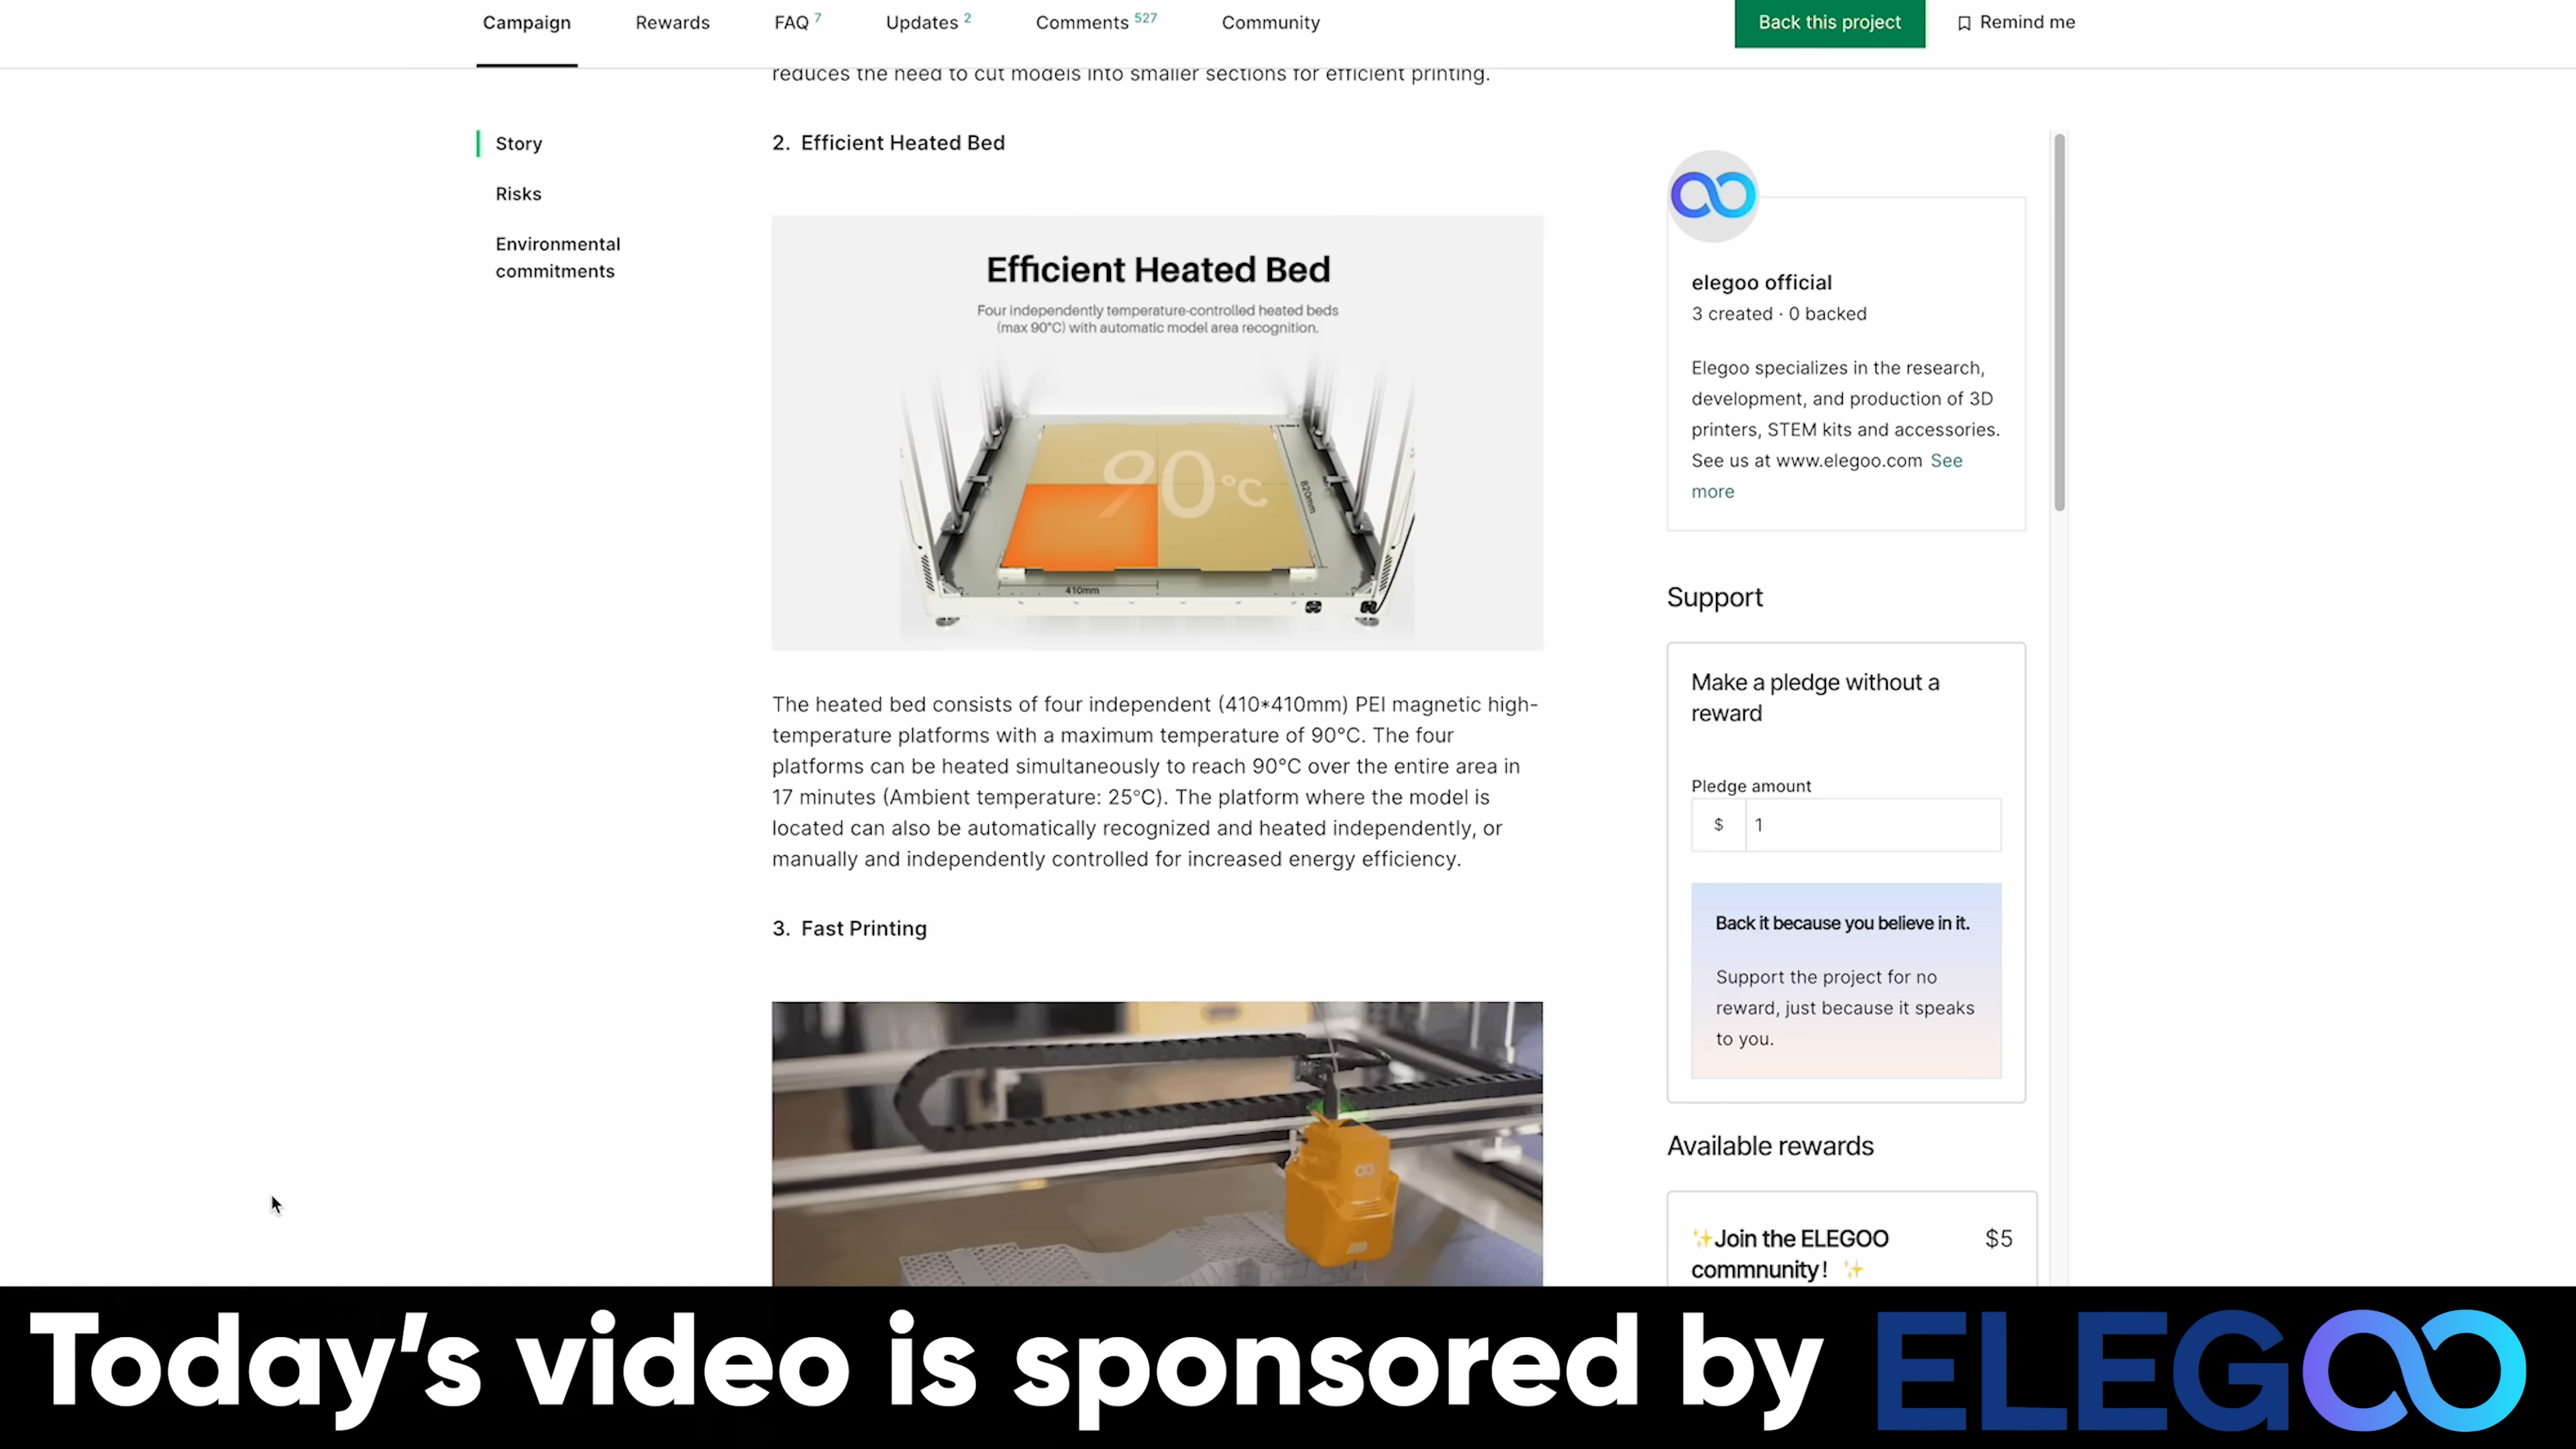 Campaign
Rewards
FAQ 7
Updates 2
Comments 527
Community
Back this project
Remind me
reduces the need to cut models into smaller sections for efficient printing.
Story
Risks
Environmental
commitments
2. Efficient Heated Bed
Efficient Heated Bed
Four independently temperature-controlled heated beds
(max 90°C) with automatic model area recognition.
90°C
820mm
410mm
The heated bed consists of four independent (410*410mm) PEI magnetic high-
temperature platforms with a maximum temperature of 90°C. The four
platforms can be heated simultaneously to reach 90°C over the entire area in
17 minutes (Ambient temperature: 25°C). The platform where the model is
located can also be automatically recognized and heated independently, or
manually and independently controlled for increased energy efficiency.
3. Fast Printing
elegoo official
3 created · 0 backed
Elegoo specializes in the research,
development, and production of 3D
printers, STEM kits and accessories.
See us at www.elegoo.com See
more
Support
Make a pledge without a
reward
Pledge amount
$ 1
Back it because you believe in it.
Support the project for no
reward, just because it speaks
to you.
Available rewards
✨Join the ELEGOO $5
commnunity! ✨
Today's video is sponsored by ELEGOO